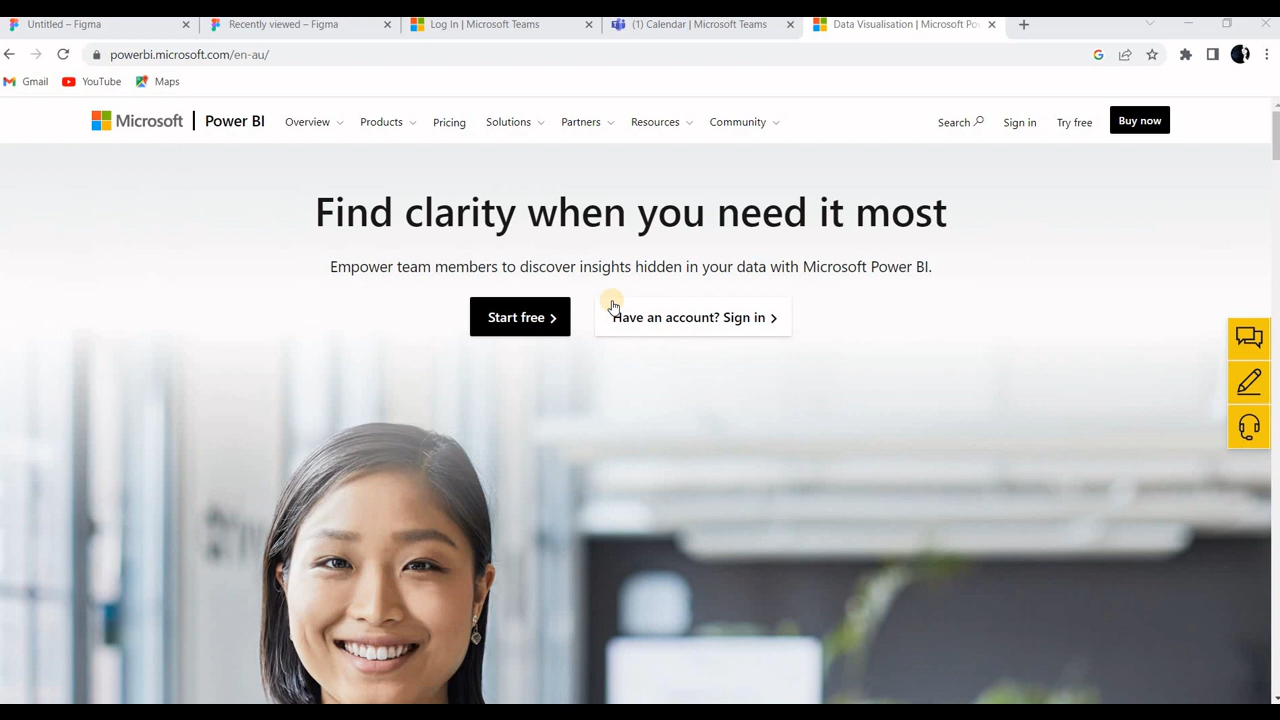 Untitled – Figma
Recently viewed – Figma
Log In | Microsoft Teams
(1) Calendar | Microsoft Teams
Data Visualisation | Microsoft Po
powerbi.microsoft.com/en-au/
Gmail
YouTube
Maps
Microsoft | Power BI
Overview
Products
Pricing
Solutions
Partners
Resources
Community
Search
Sign in
Try free
Buy now
Find clarity when you need it most
Empower team members to discover insights hidden in your data with Microsoft Power BI.
Start free
Have an account? Sign in